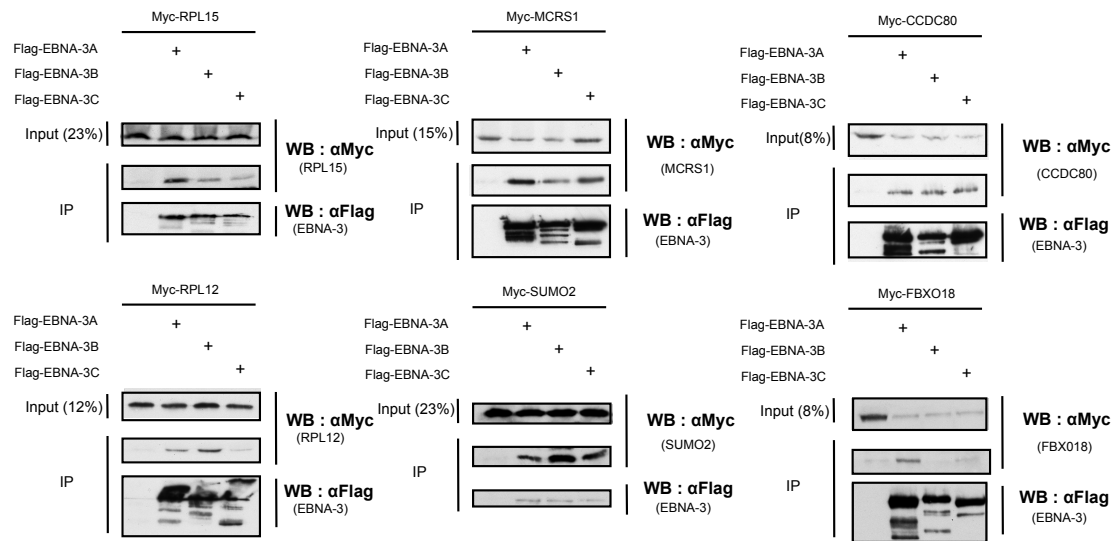 Myc-RPL15
Flag-EBNA-3A +
Flag-EBNA-3B +
Flag-EBNA-3C +
Input (23%)
IP
WB : αMyc
(RPL15)
WB : αFlag
(EBNA-3)
Myc-MCRS1
Flag-EBNA-3A +
Flag-EBNA-3B +
Flag-EBNA-3C +
Input (15%)
IP
WB : αMyc
(MCRS1)
WB : αFlag
(EBNA-3)
Myc-CCDC80
Flag-EBNA-3A +
Flag-EBNA-3B +
Flag-EBNA-3C +
Input(8%)
IP
WB : αMyc
(CCDC80)
WB : αFlag
(EBNA-3)
Myc-RPL12
Flag-EBNA-3A +
Flag-EBNA-3B +
Flag-EBNA-3C +
Input (12%)
IP
WB : αMyc
(RPL12)
WB : αFlag
(EBNA-3)
Myc-SUMO2
Flag-EBNA-3A +
Flag-EBNA-3B +
Flag-EBNA-3C +
Input (23%)
IP
WB : αMyc
(SUMO2)
WB : αFlag
(EBNA-3)
Myc-FBXO18
Flag-EBNA-3A +
Flag-EBNA-3B +
Flag-EBNA-3C +
Input (8%)
IP
WB : αMyc
(FBX018)
WB : αFlag
(EBNA-3)